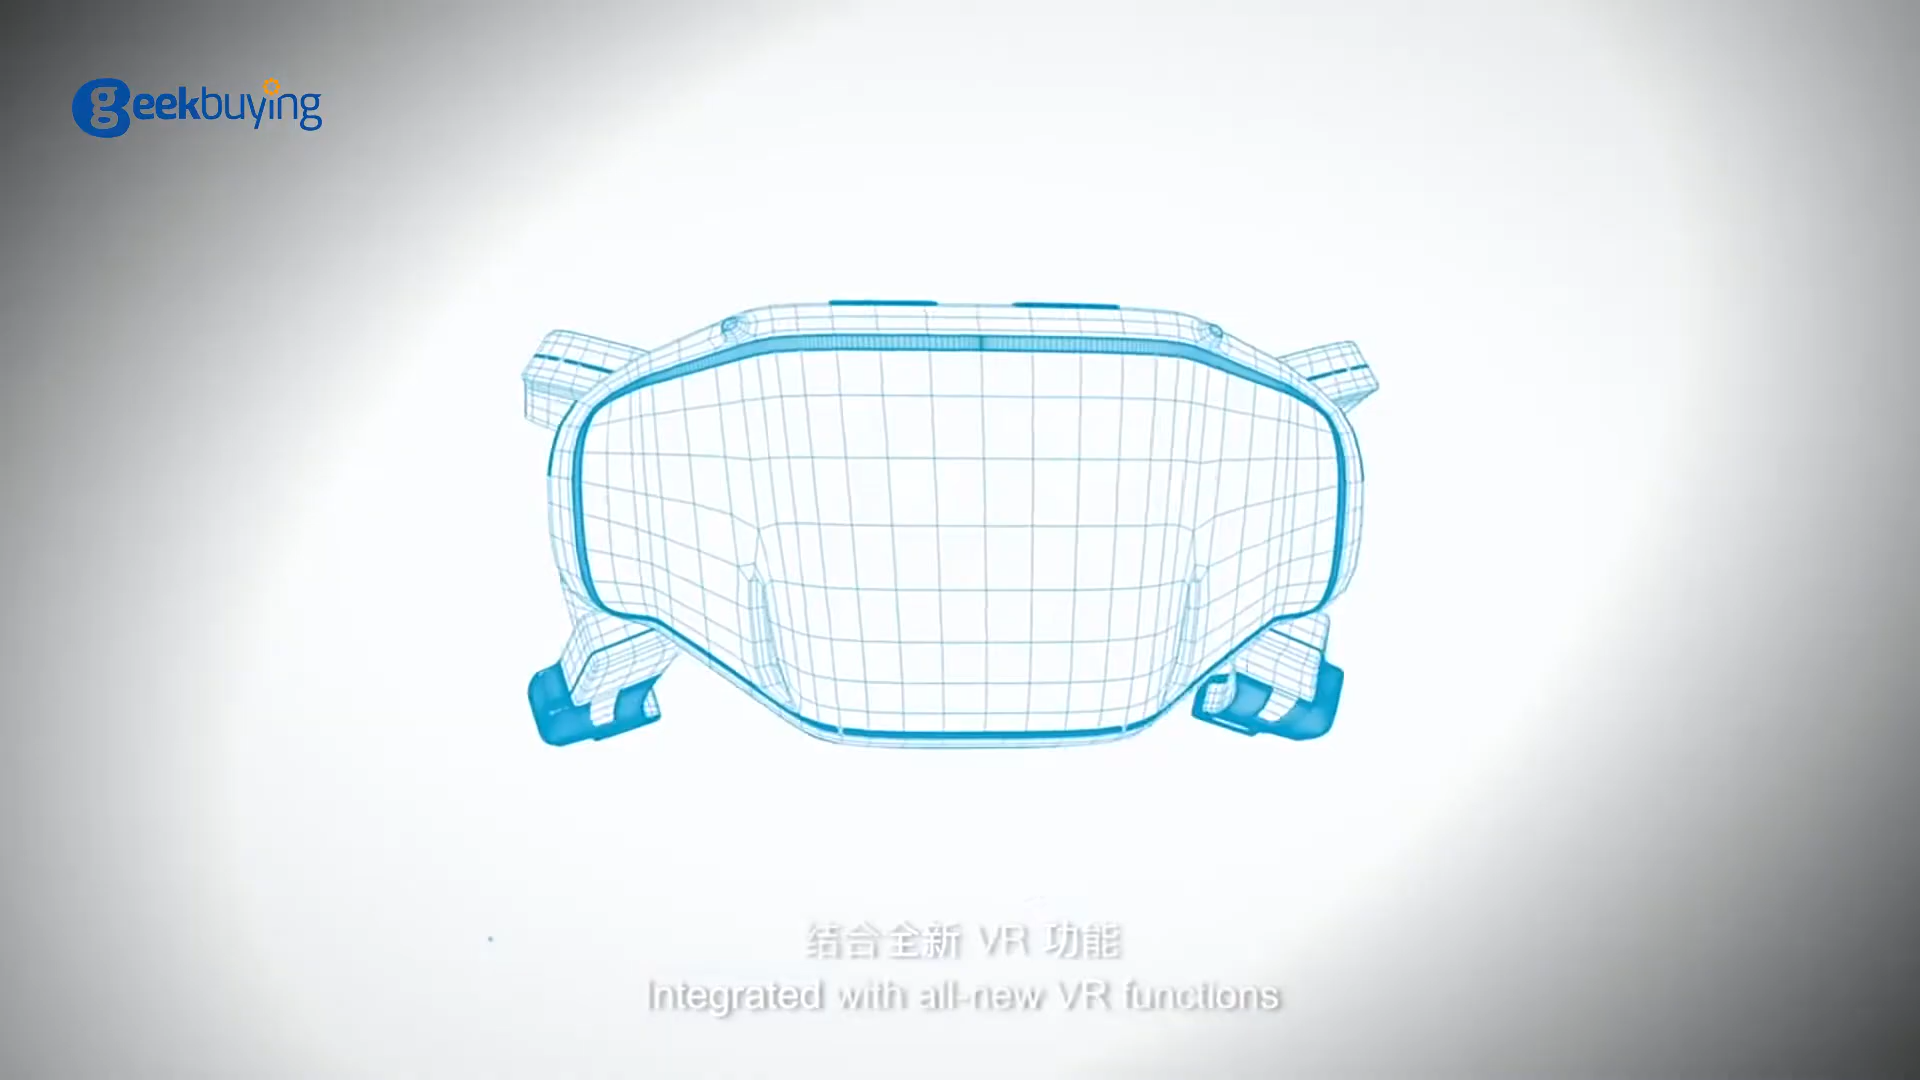 geekbuying
结合全新 VR 功能
Integrated with all-new VR functions